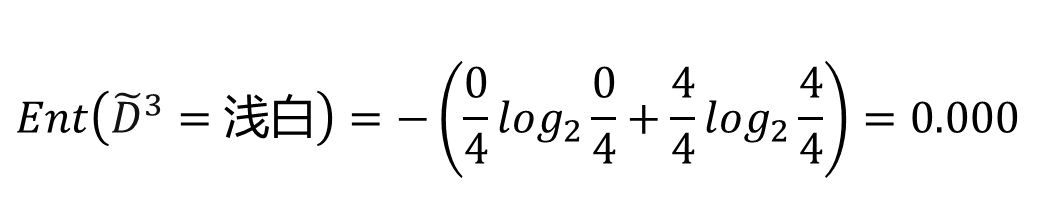 Ent(D̃³ = 浅白) = −(0/4 log₂ 0/4 + 4/4 log₂ 4/4) = 0.000